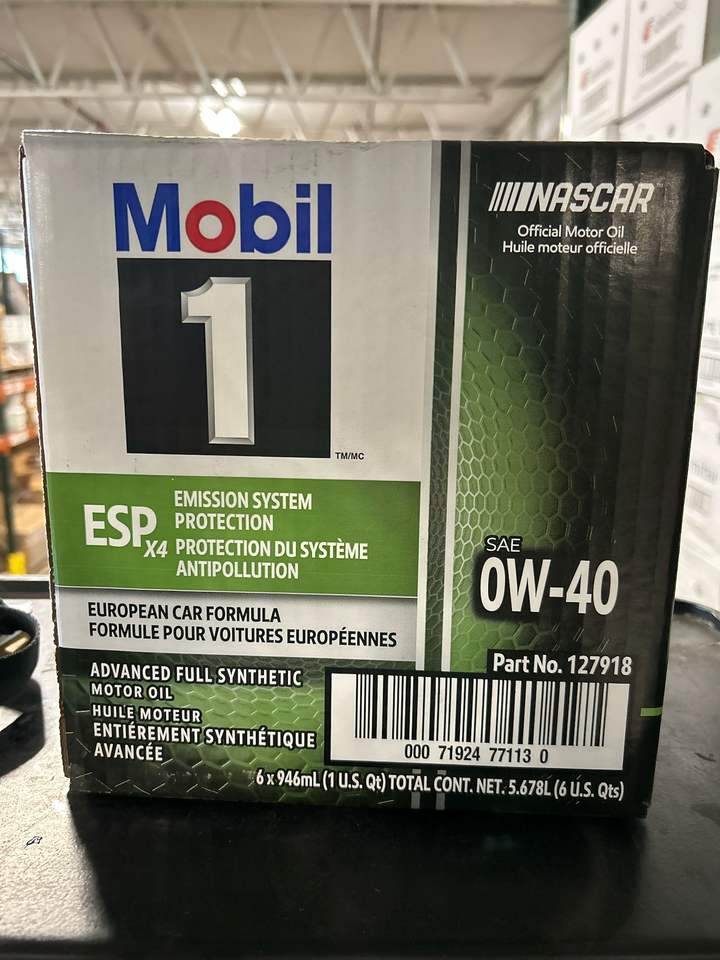 Mobil
1
TM/MC
NASCAR
Official Motor Oil
Huile moteur officielle
ESP X4
EMISSION SYSTEM
PROTECTION
PROTECTION DU SYSTÈME
ANTIPOLLUTION
EUROPEAN CAR FORMULA
FORMULE POUR VOITURES EUROPÉENNES
SAE
0W-40
ADVANCED FULL SYNTHETIC
MOTOR OIL
HUILE MOTEUR
ENTIÉREMENT SYNTHÉTIQUE
AVANCÉE
Part No. 127918
000 71924 77113 0
6 x 946mL (1 U.S. Qt) TOTAL CONT. NET. 5.678L (6 U.S. Qts)